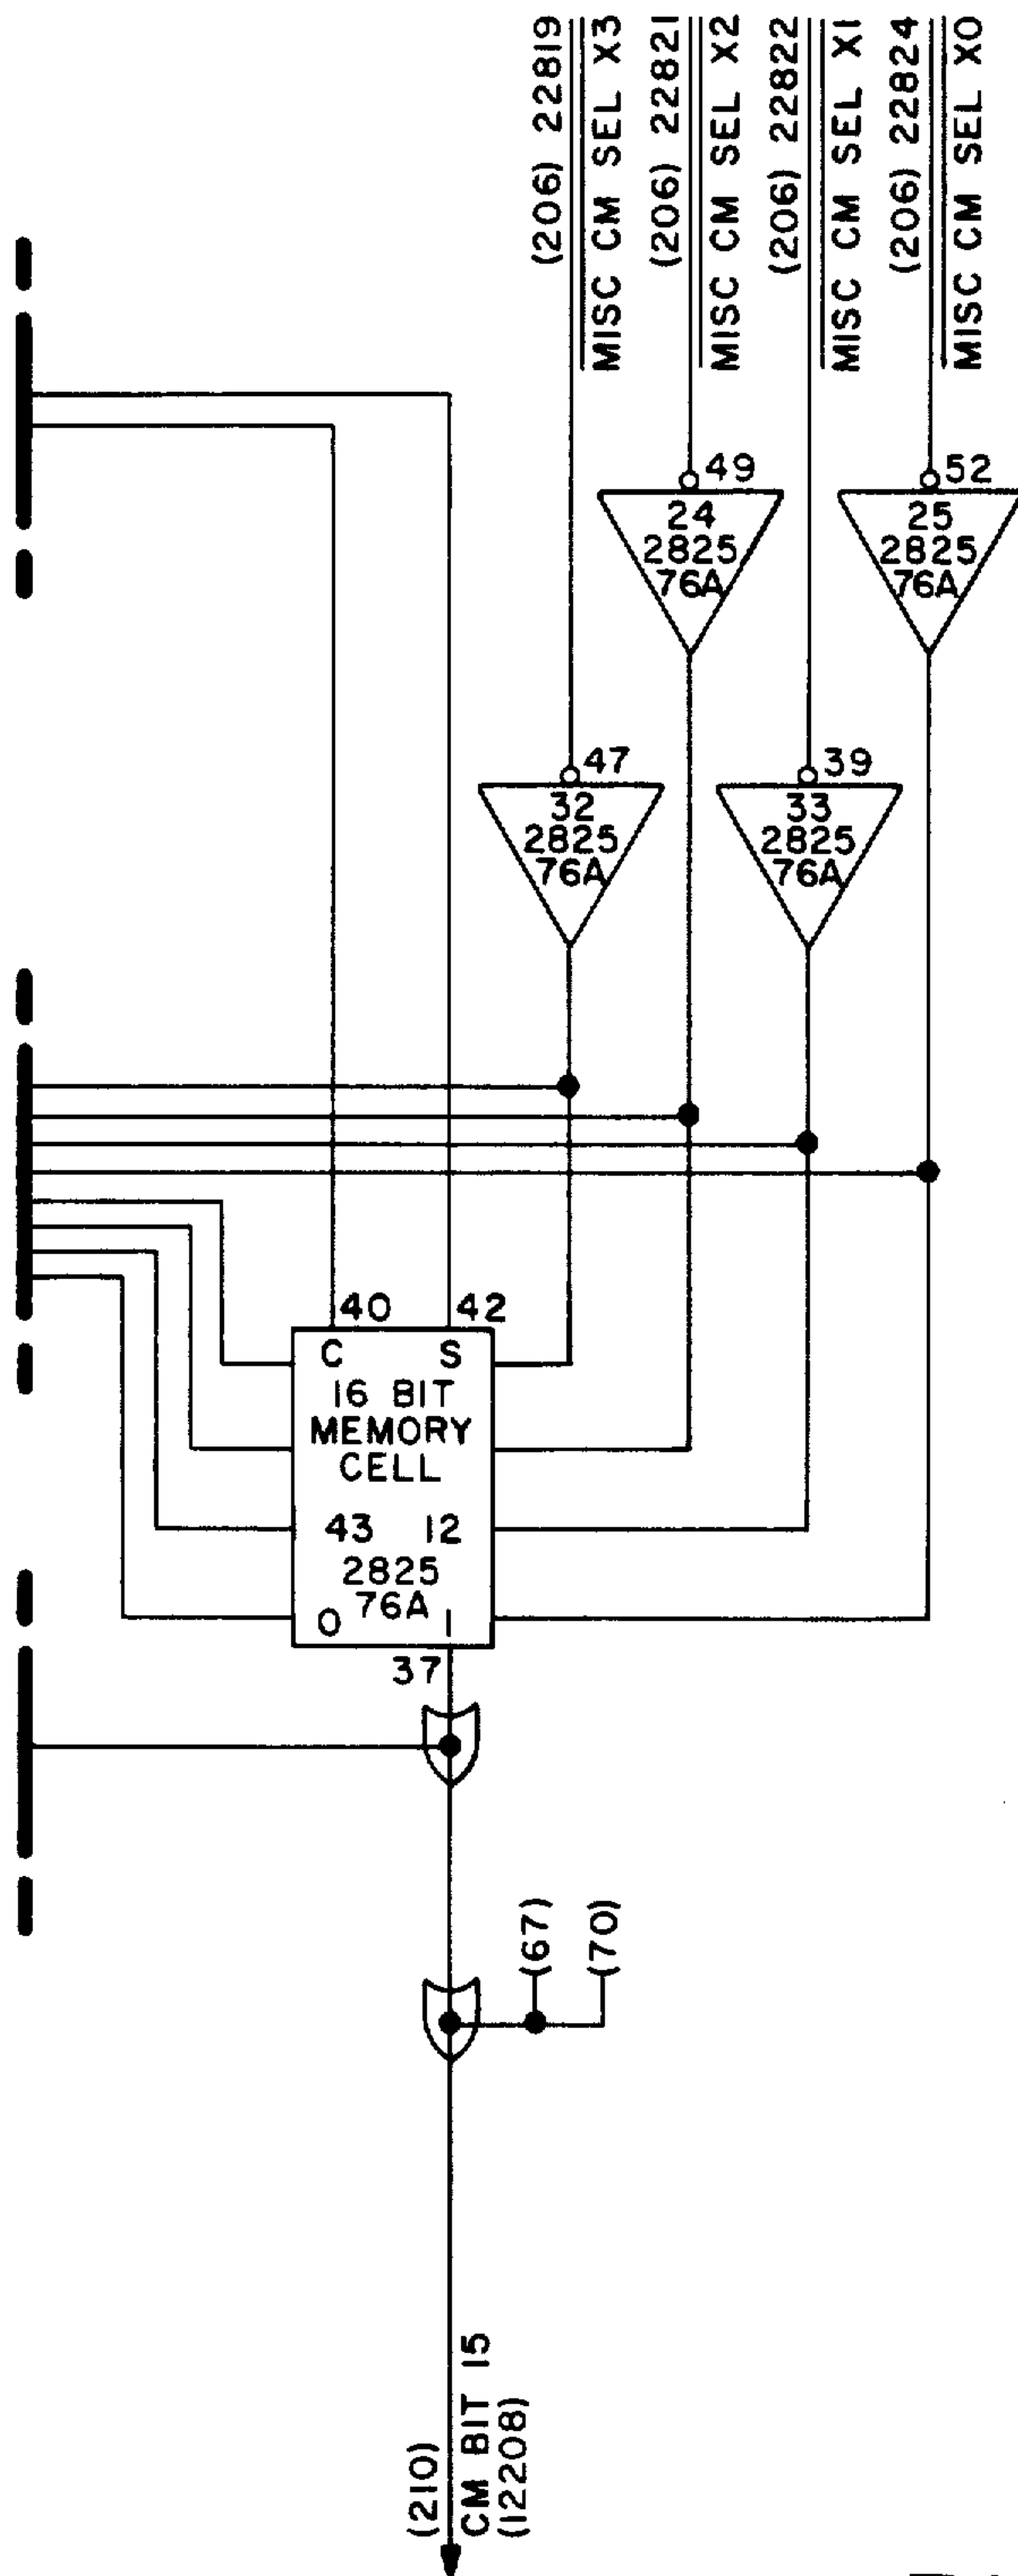 (206) 22819
MISC CM SEL X3
(206) 22821
MISC CM SEL X2
(206) 22822
MISC CM SEL X1
(206) 22824
MISC CM SEL X0
49
24
2825
76A
52
25
2825
76A
47
32
2825
76A
39
33
2825
76A
40 42
C S
16 BIT
MEMORY
CELL
43 12
2825
76A
0 1
37
(67)
(70)
(210)
CM BIT 15
(12208)